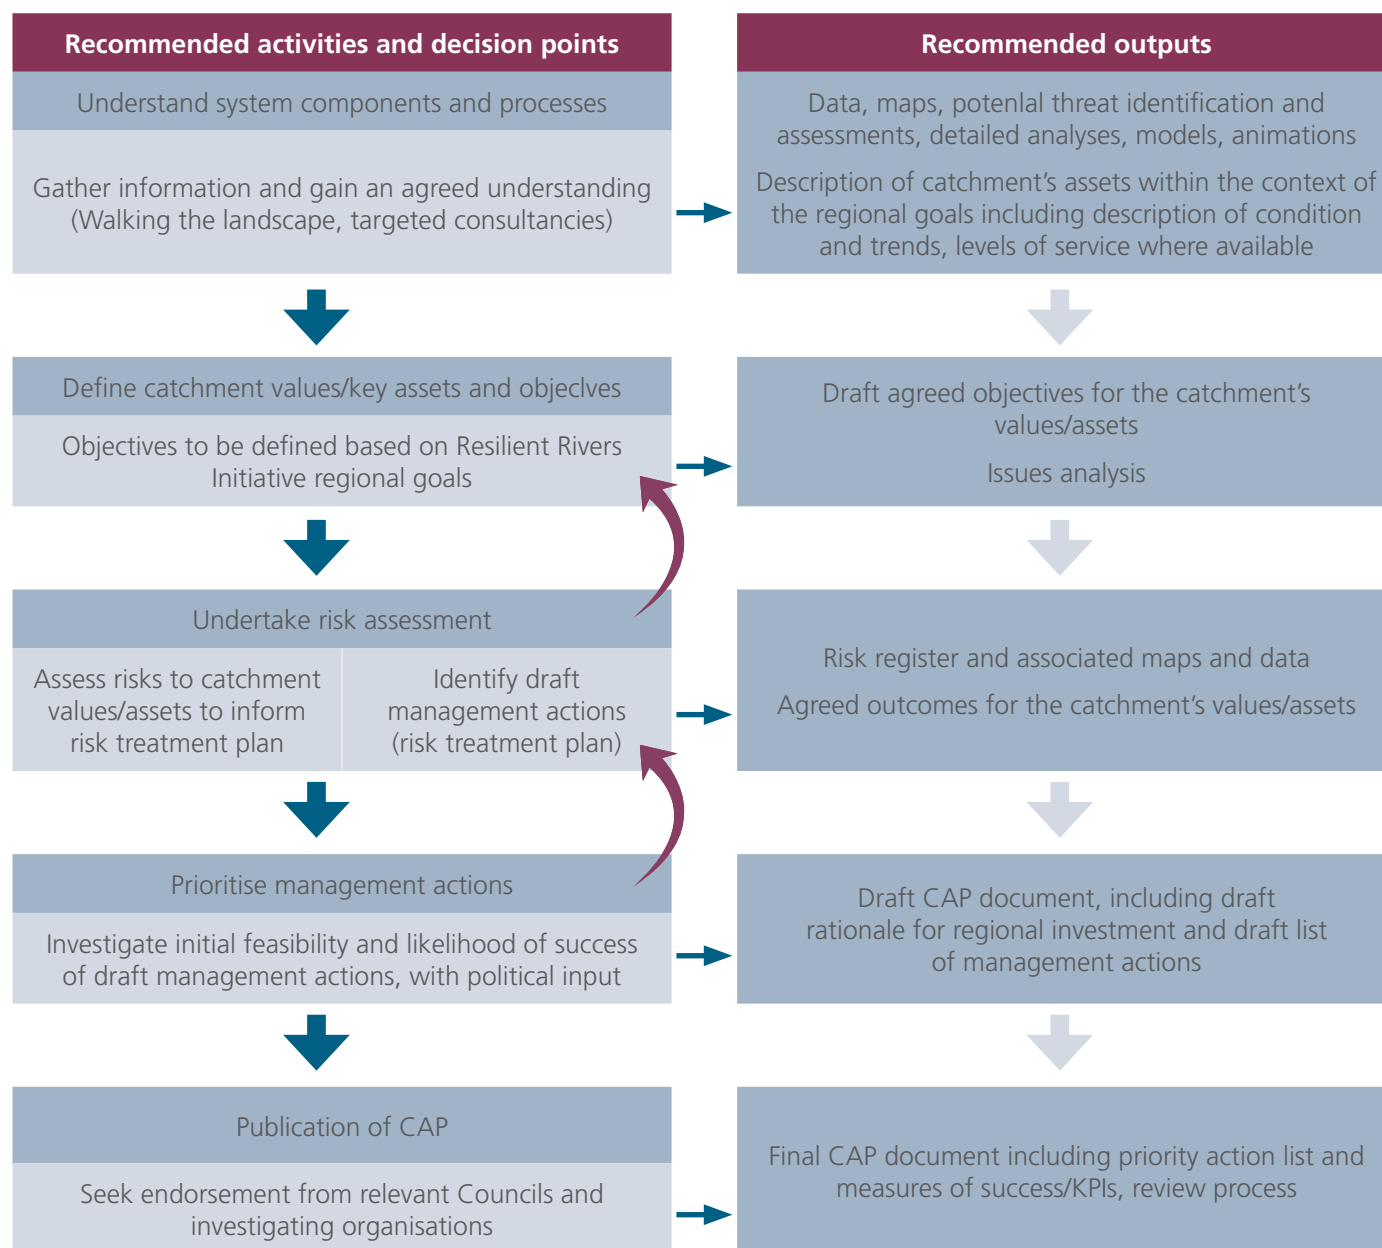 Recommended activities and decision points
Recommended outputs
Understand system components and processes
Gather information and gain an agreed understanding
(Walking the landscape, targeted consultancies)
Data, maps, potenlal threat identification and
assessments, detailed analyses, models, animations
Description of catchment's assets within the context of
the regional goals including description of condition
and trends, levels of service where available
Define catchment values/key assets and objeclves
Objectives to be defined based on Resilient Rivers
Initiative regional goals
Draft agreed objectives for the catchment's
values/assets
Issues analysis
Undertake risk assessment
Assess risks to catchment
values/assets to inform
risk treatment plan
Identify draft
management actions
(risk treatment plan)
Risk register and associated maps and data
Agreed outcomes for the catchment's values/assets
Prioritise management actions
Investigate initial feasibility and likelihood of success
of draft management actions, with political input
Draft CAP document, including draft
rationale for regional investment and draft list
of management actions
Publication of CAP
Seek endorsement from relevant Councils and
investigating organisations
Final CAP document including priority action list and
measures of success/KPIs, review process